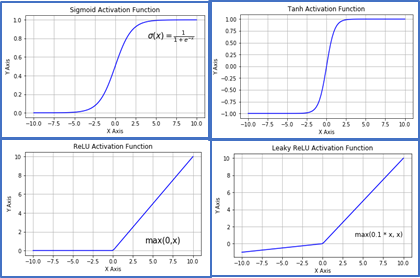 Sigmoid Activation Function
1.0
0.8
0.6
0.4
0.2
0.0
Y Axis
σ(x) = 1/(1+e^-x)
-10.0 -7.5 -5.0 -2.5 0.0 2.5 5.0 7.5 10.0
X Axis
Tanh Activation Function
1.00
0.75
0.50
0.25
0.00
-0.25
-0.50
-0.75
-1.00
Y Axis
-10.0 -7.5 -5.0 -2.5 0.0 2.5 5.0 7.5 10.0
X Axis
ReLU Activation Function
10
8
6
4
2
0
Y Axis
max(0,x)
-10.0 -7.5 -5.0 -2.5 0.0 2.5 5.0 7.5 10.0
X Axis
Leaky ReLU Activation Function
10
8
6
4
2
0
Y Axis
max(0.1 * x, x)
-10.0 -7.5 -5.0 -2.5 0.0 2.5 5.0 7.5 10.0
X Axis